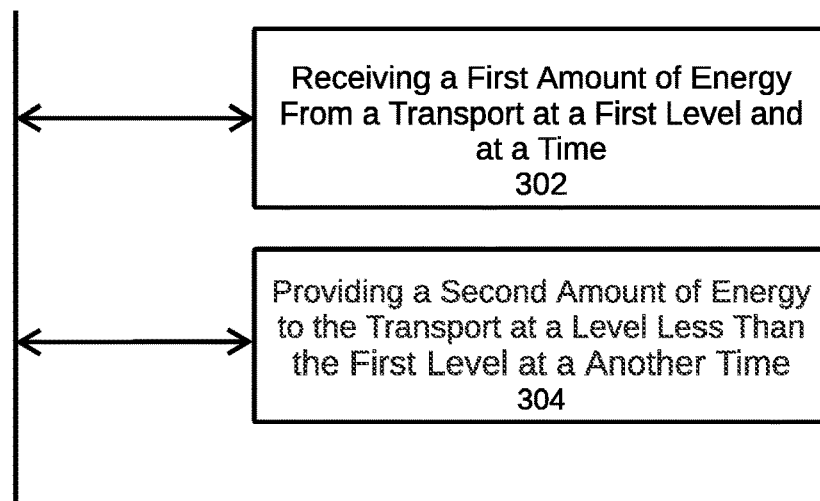 Receiving a First Amount of Energy
From a Transport at a First Level and
at a Time
302
Providing a Second Amount of Energy
to the Transport at a Level Less Than
the First Level at a Another Time
304